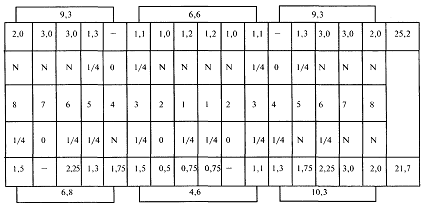 9,3 6,6 9,3
2,0 3,0 3,0 1,3 – 1,1 1,0 1,2 1,2 1,0 1,1 – 1,3 3,0 3,0 2,0 25,2
N N N 1/4 0 1/4 N N N N 1/4 0 1/4 N N N
8 7 6 5 4 3 2 1 1 2 3 4 5 6 7 8
1/4 0 1/4 1/4 N 1/4 0 1/4 1/4 0 1/4 1/4 N 1/4 N N
1,5 – 2,25 1,3 1,75 1,5 0,5 0,75 0,75 – 1,1 1,3 1,75 2,25 3,0 2,0 21,7
6,8 4,6 10,3